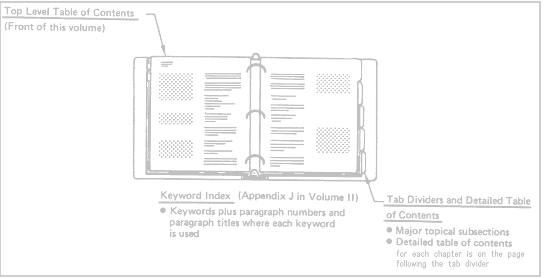 Top Level Table of Contents
(Front of this volume)
Keyword Index (Appendix J in Volume II)
● Keywords plus paragraph numbers and
paragraph titles where each keyword
is used
Tab Dividers and Detailed Table
of Contents
● Major topical subsections
● Detailed table of contents
for each chapter is on the page
following the tab divider